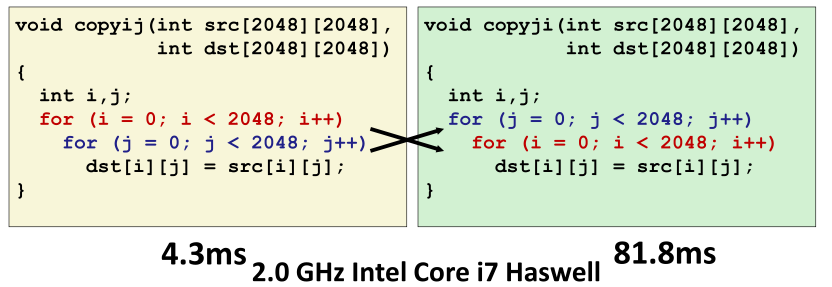 void copyij(int src[2048][2048],
            int dst[2048][2048])
{
  int i,j;
  for (i = 0; i < 2048; i++)
    for (j = 0; j < 2048; j++)
      dst[i][j] = src[i][j];
}
void copyji(int src[2048][2048],
            int dst[2048][2048])
{
  int i,j;
  for (j = 0; j < 2048; j++)
    for (i = 0; i < 2048; i++)
      dst[i][j] = src[i][j];
}
4.3ms
81.8ms
2.0 GHz Intel Core i7 Haswell